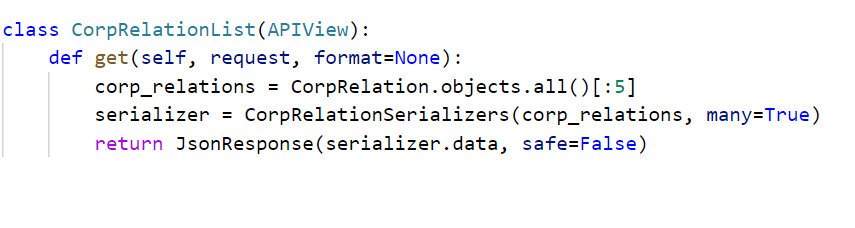 class CorpRelationList(APIView):
    def get(self, request, format=None):
        corp_relations = CorpRelation.objects.all()[:5]
        serializer = CorpRelationSerializers(corp_relations, many=True)
        return JsonResponse(serializer.data, safe=False)